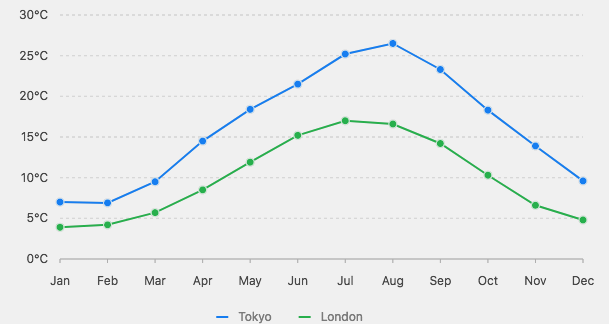 30°C
25°C
20°C
15°C
10°C
5°C
0°C
Jan Feb Mar Apr May Jun Jul Aug Sep Oct Nov Dec
Tokyo London